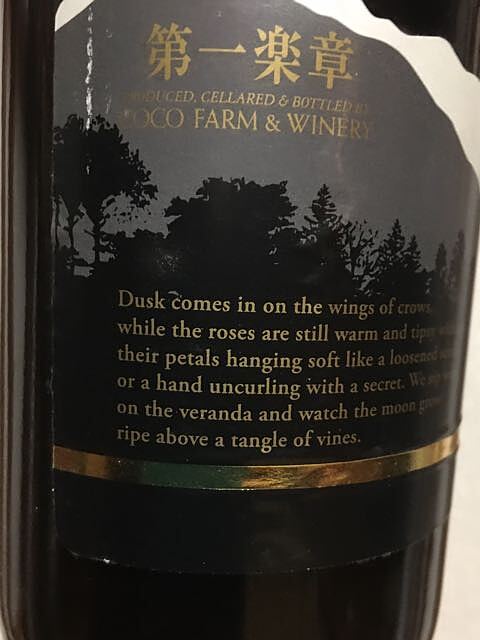 第一楽章
PRODUCED, CELLARED & BOTTLED BY
COCO FARM & WINERY
Dusk comes in on the wings of crows,
while the roses are still warm and tipsy
their petals hanging soft like a loosened
or a hand uncurling with a secret. We sip
on the veranda and watch the moon grow
ripe above a tangle of vines.